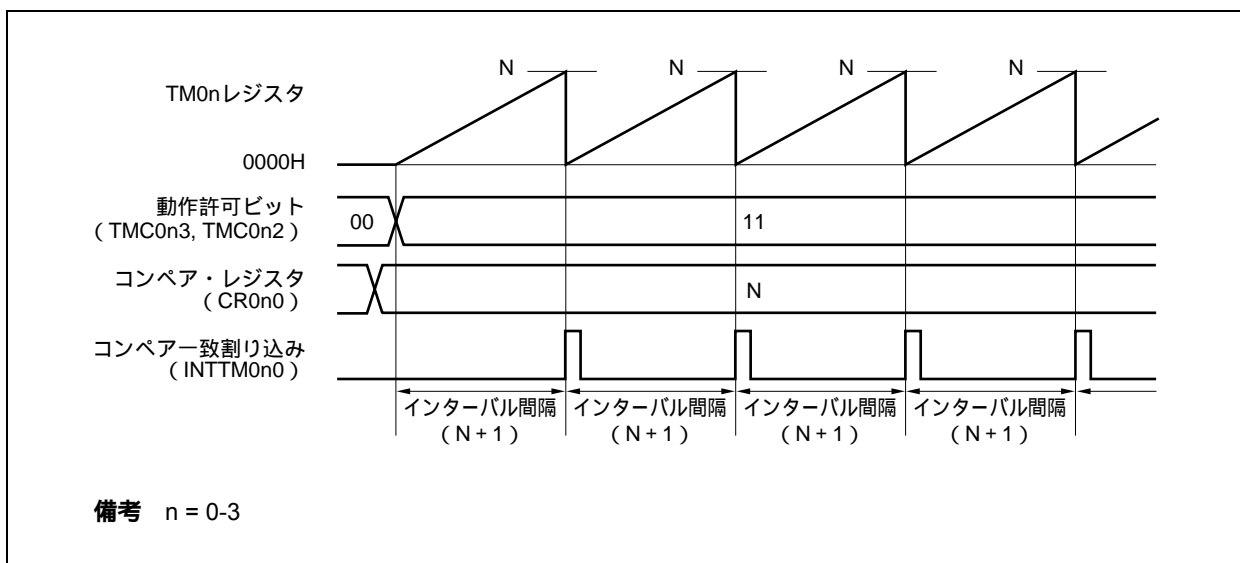 N N N N
TM0nレジスタ
0000H
動作許可ビット
（TMC0n3, TMC0n2）
00 11
コンペア・レジスタ
（CR0n0）
N
コンペア一致割り込み
（INTTM0n0）
インターバル間隔 インターバル間隔 インターバル間隔 インターバル間隔
（N + 1） （N + 1） （N + 1） （N + 1）
備考 n = 0-3